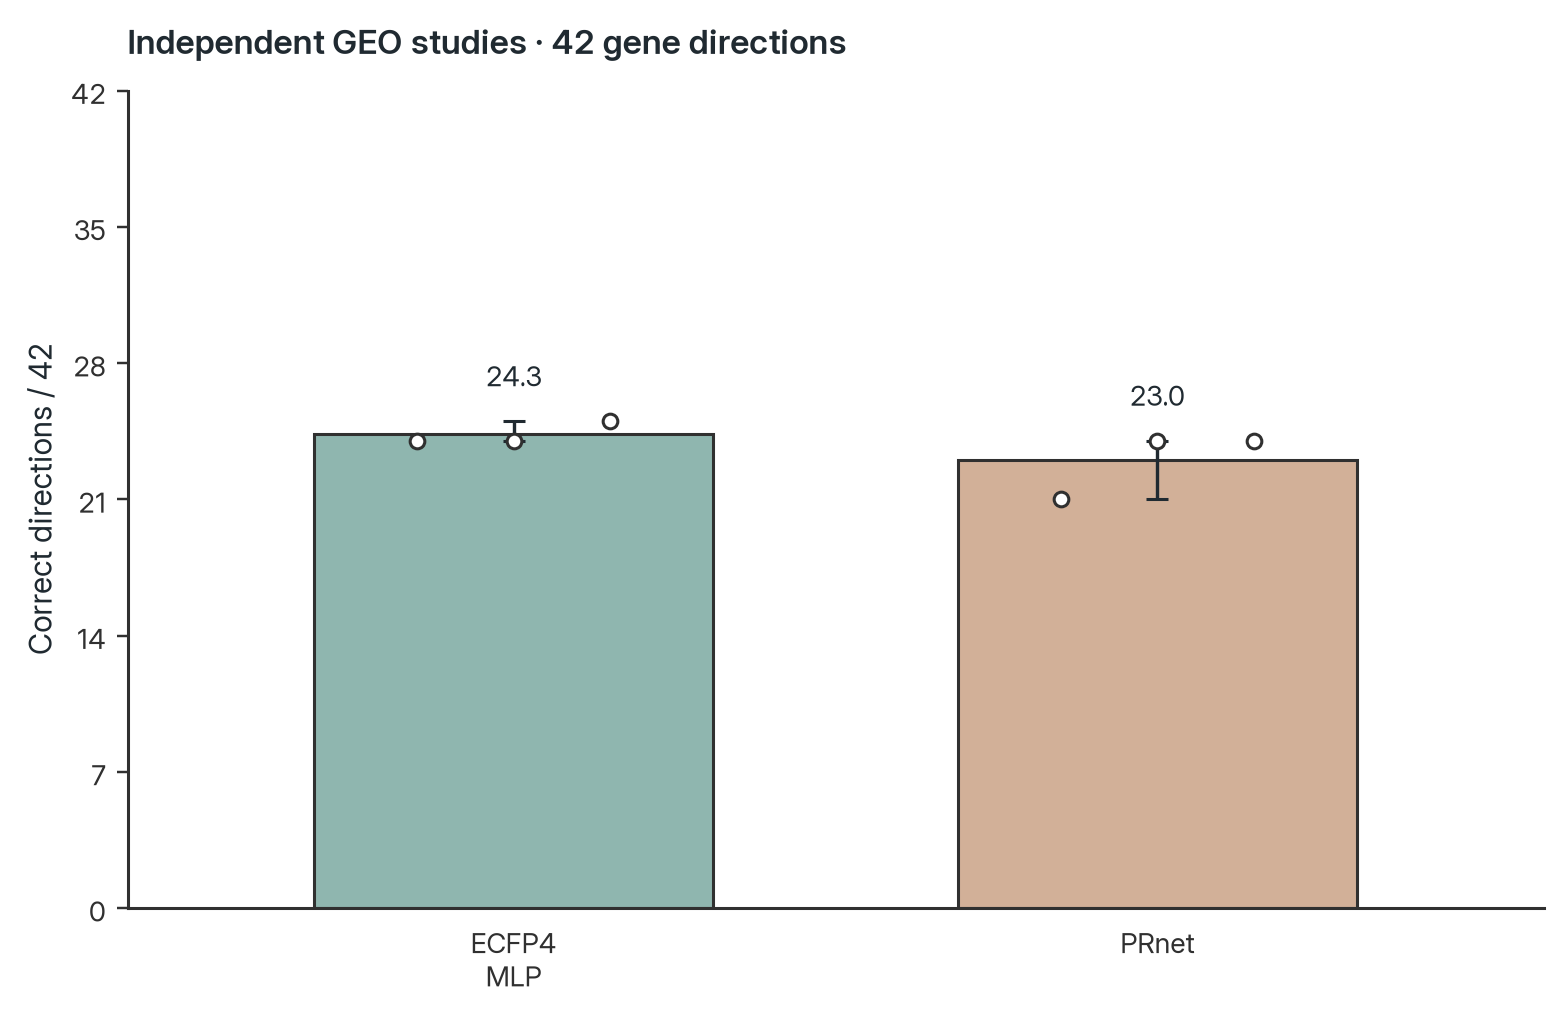 Independent GEO studies · 42 gene directions
Correct directions / 42
42
35
28
21
14
7
0
24.3
23.0
ECFP4
MLP
PRnet